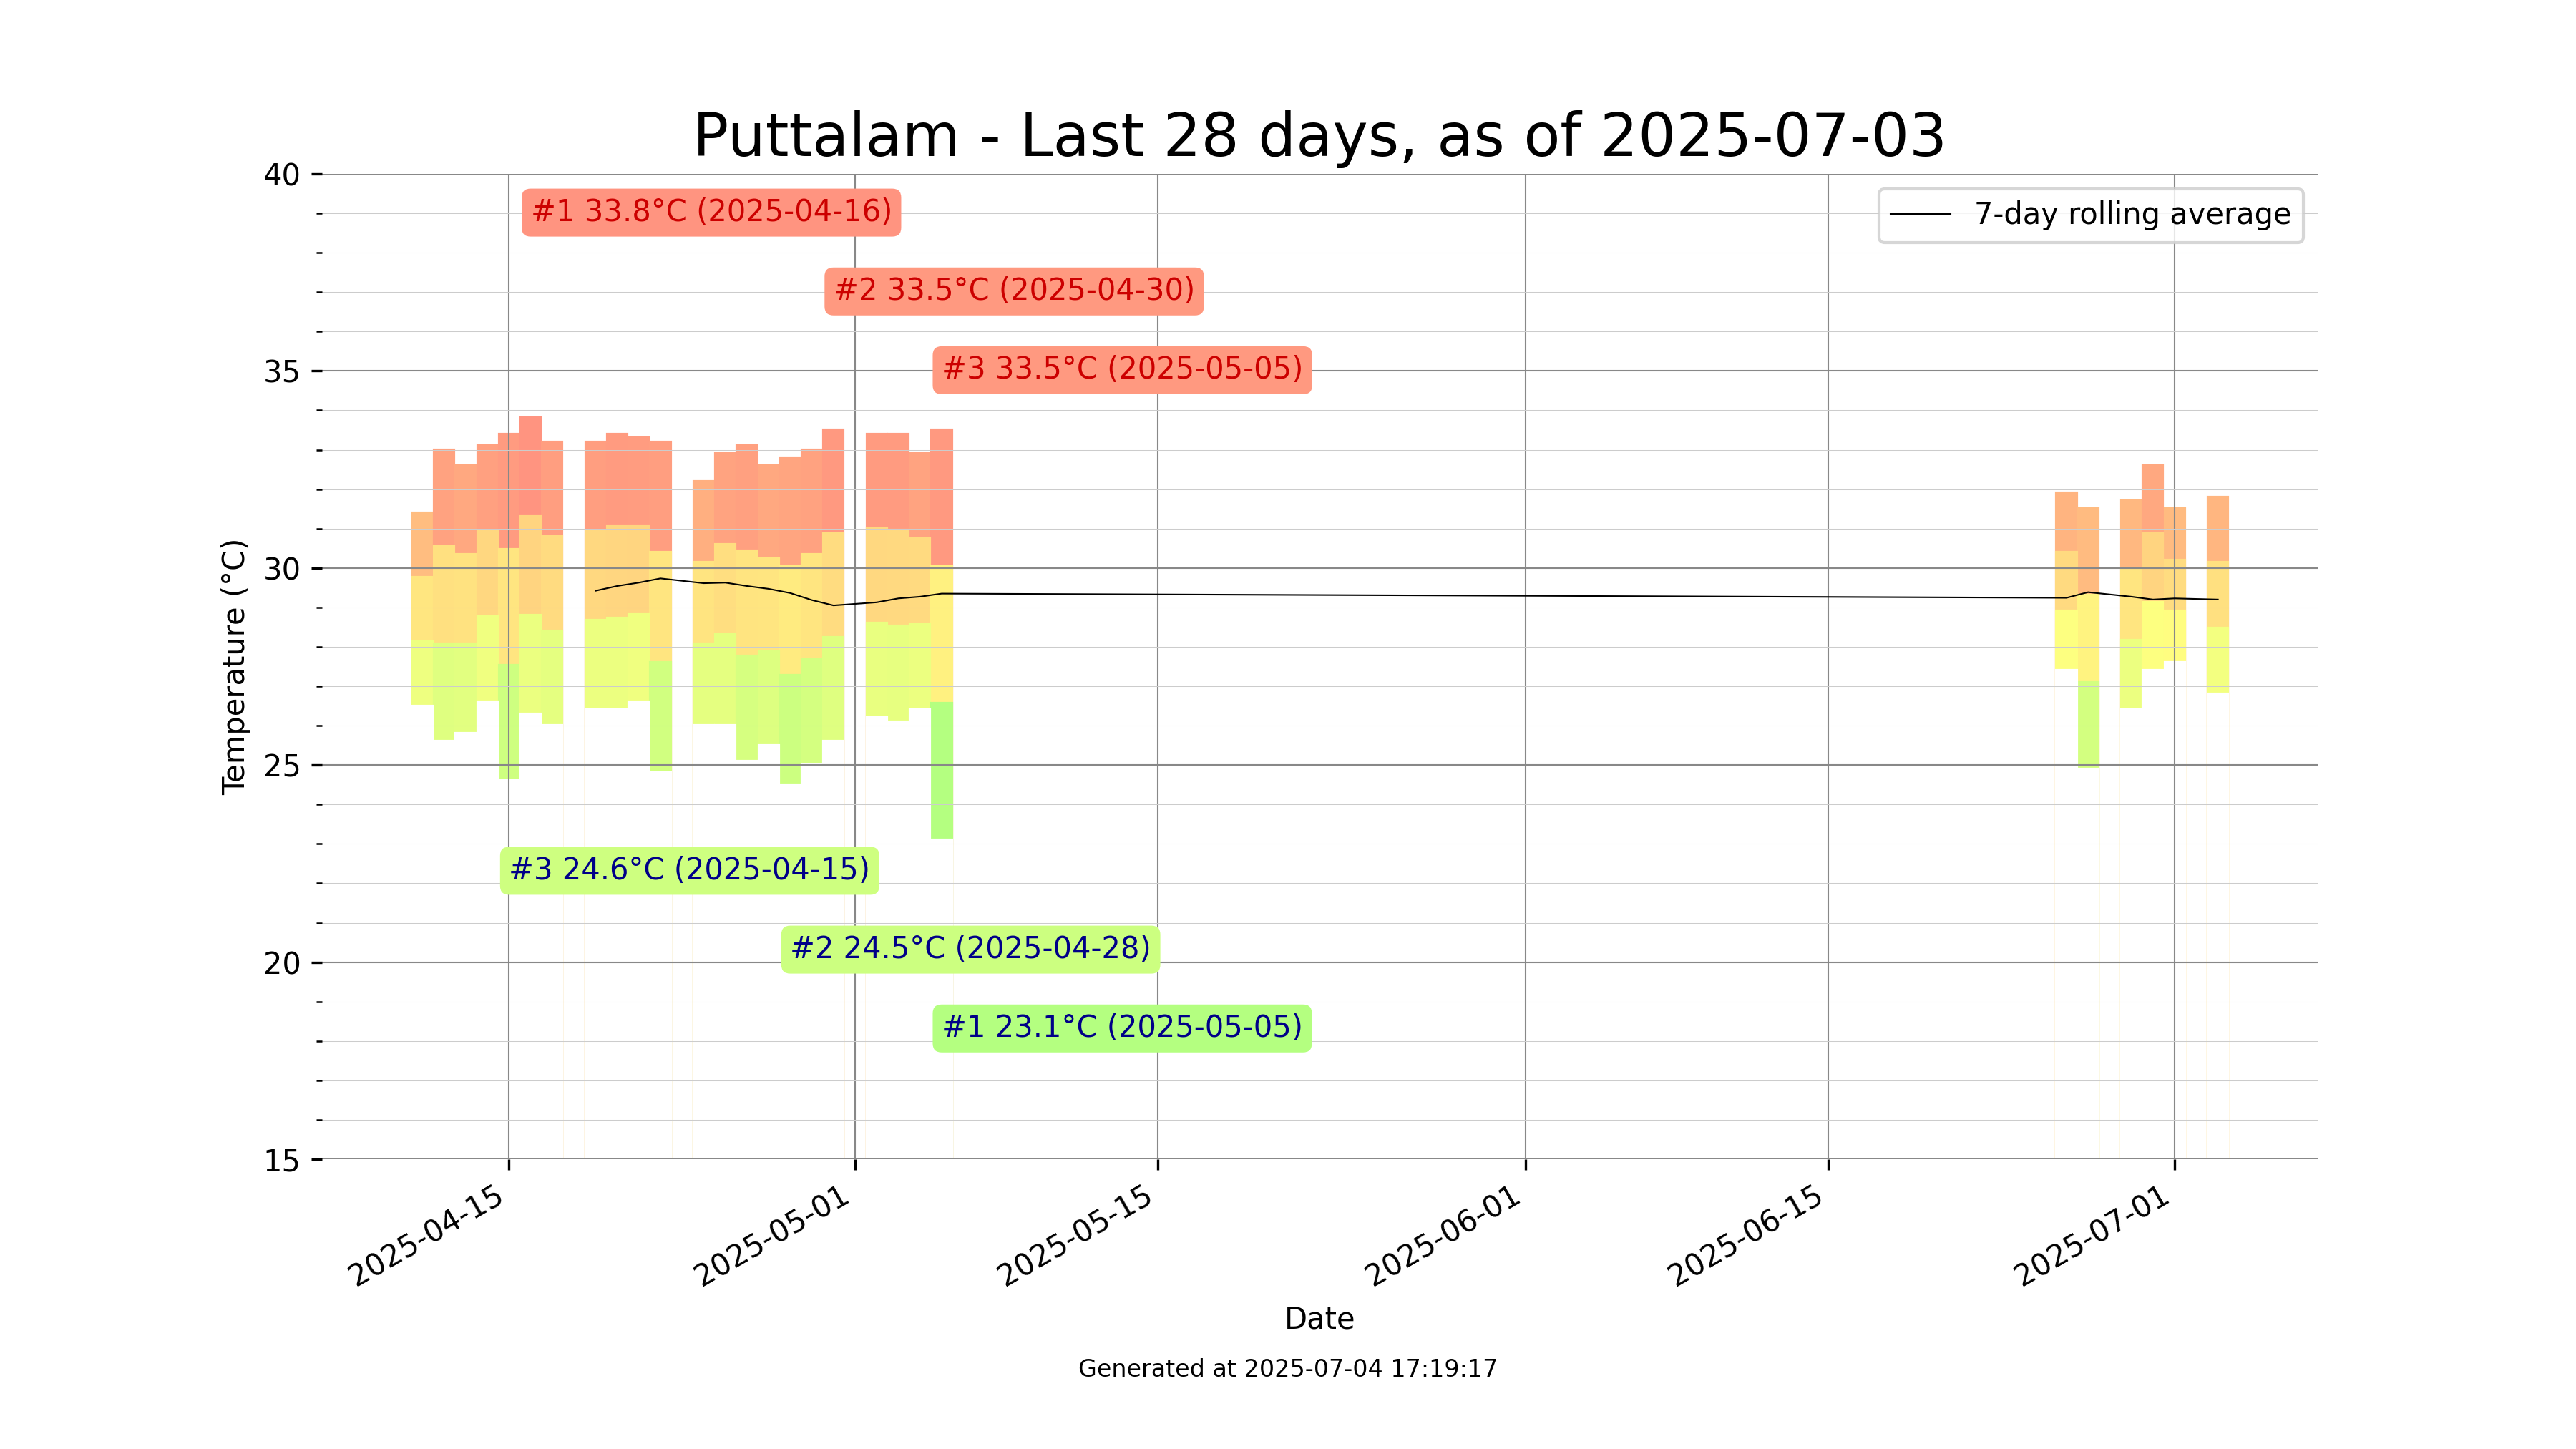 Puttalam - Last 28 days, as of 2025-07-03
40
35
30
25
20
15
Temperature (°C)
7-day rolling average
#1 33.8°C (2025-04-16)
#2 33.5°C (2025-04-30)
#3 33.5°C (2025-05-05)
#3 24.6°C (2025-04-15)
#2 24.5°C (2025-04-28)
#1 23.1°C (2025-05-05)
2025-04-15
2025-05-01
2025-05-15
2025-06-01
2025-06-15
2025-07-01
Date
Generated at 2025-07-04 17:19:17